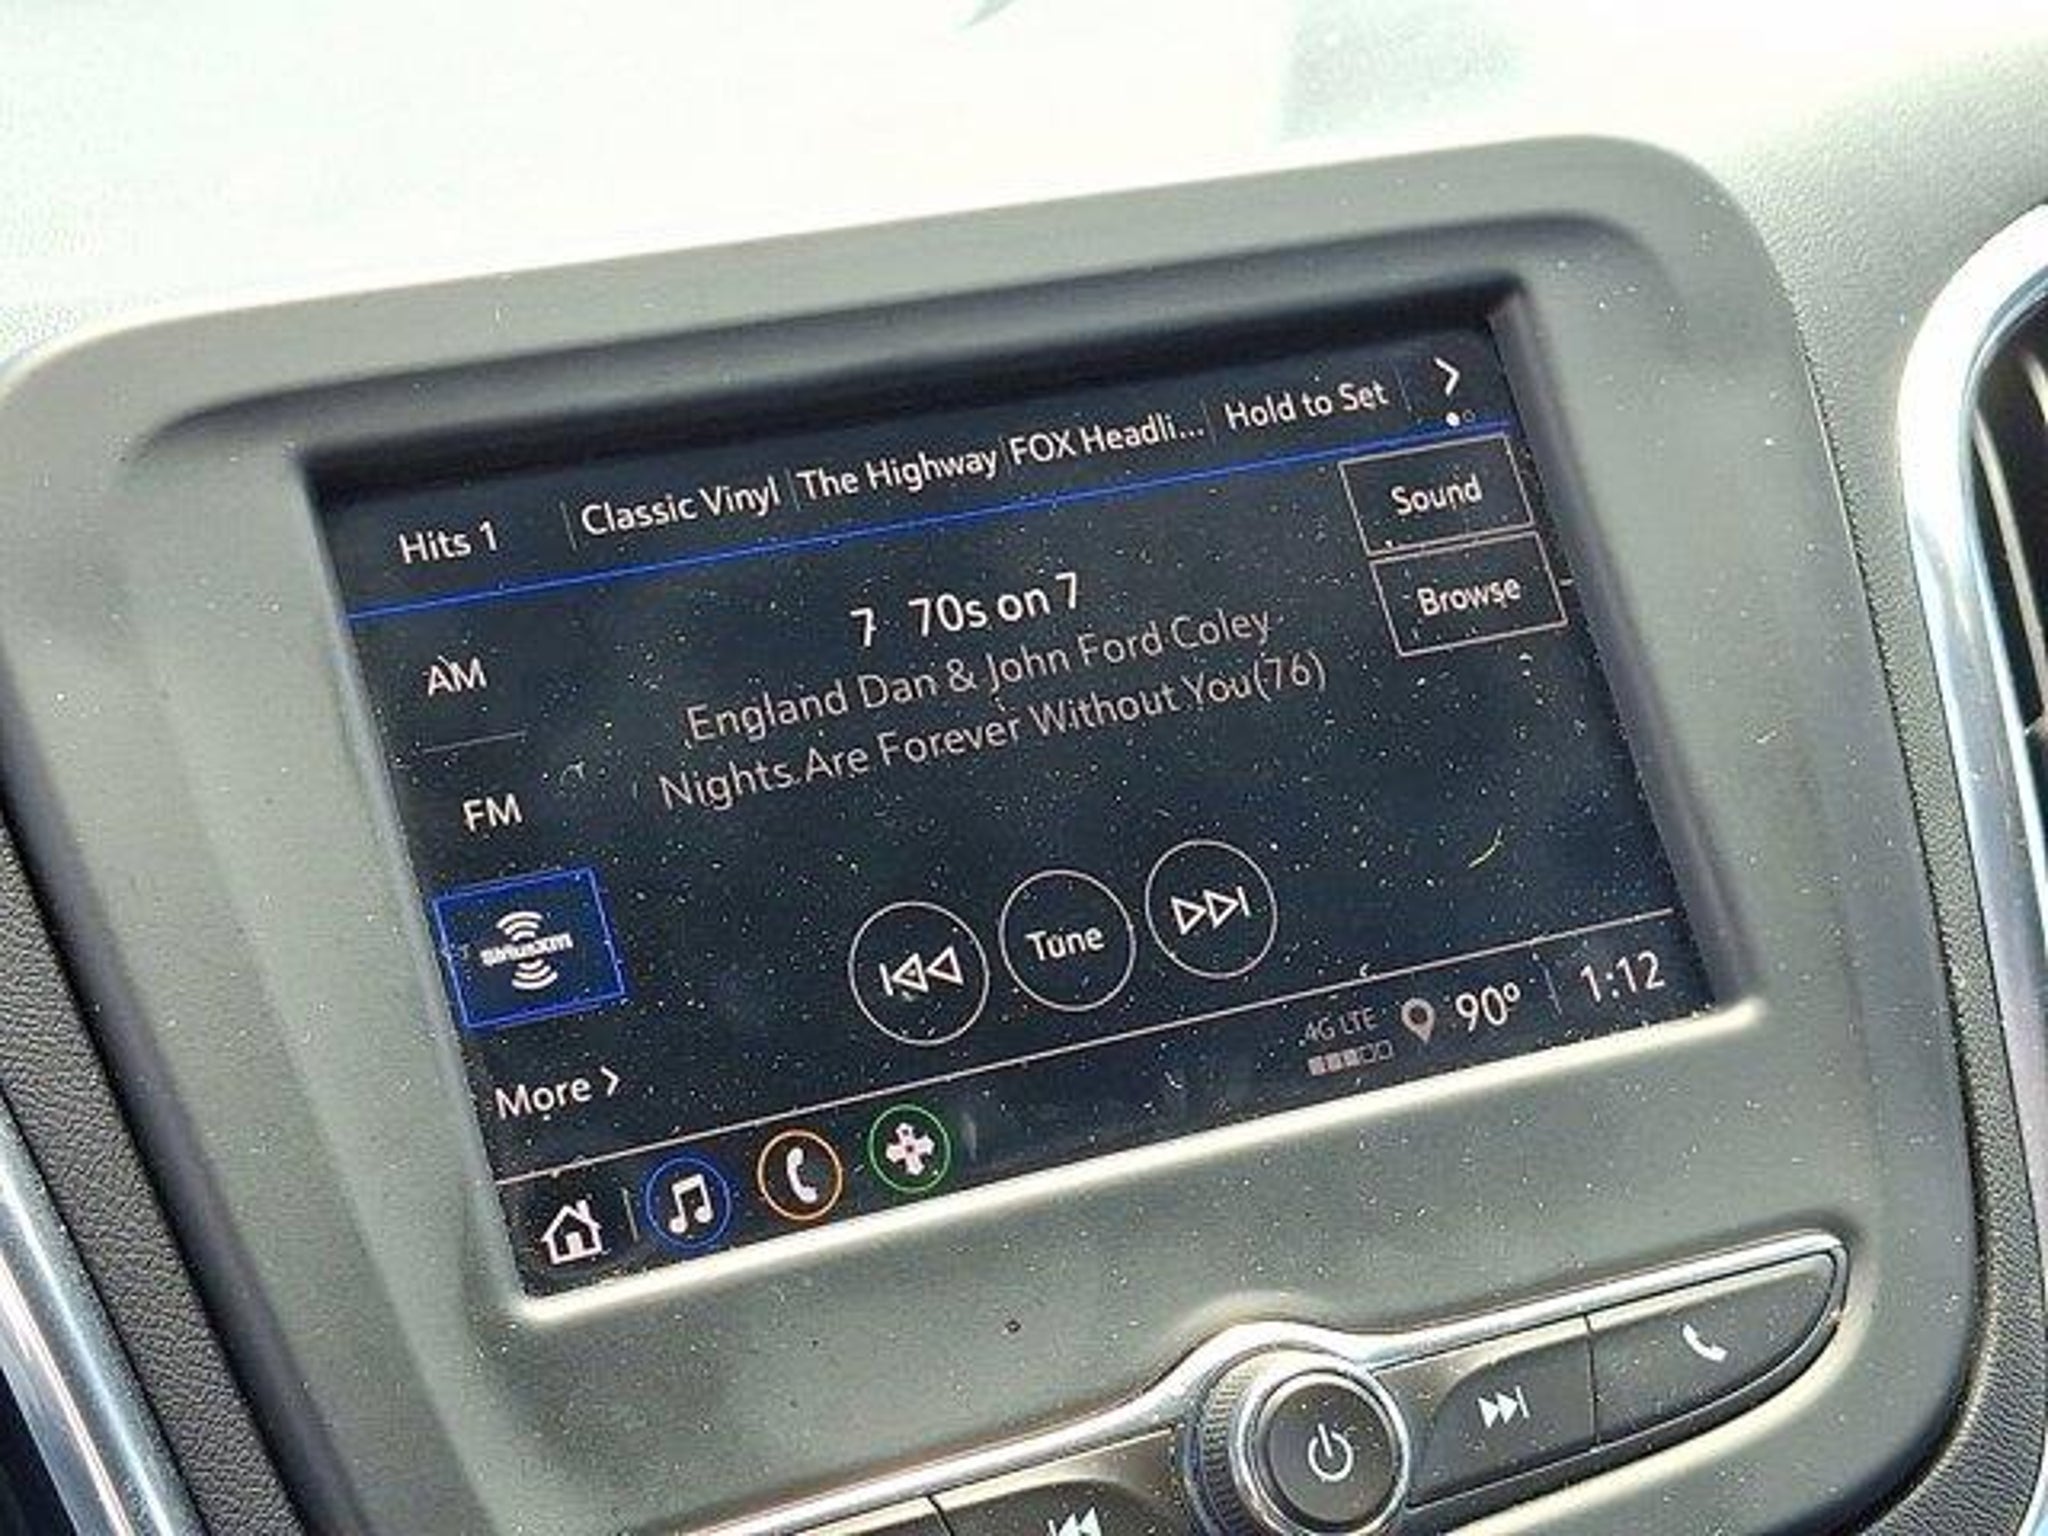 Hits 1 Classic Vinyl The Highway FOX Headli... Hold to Set
Sound
Browse
7 70s on 7
England Dan & John Ford Coley
Nights Are Forever Without You(76)
AM
FM
SiriusXM
More
Tune
4G LTE 90° 1:12